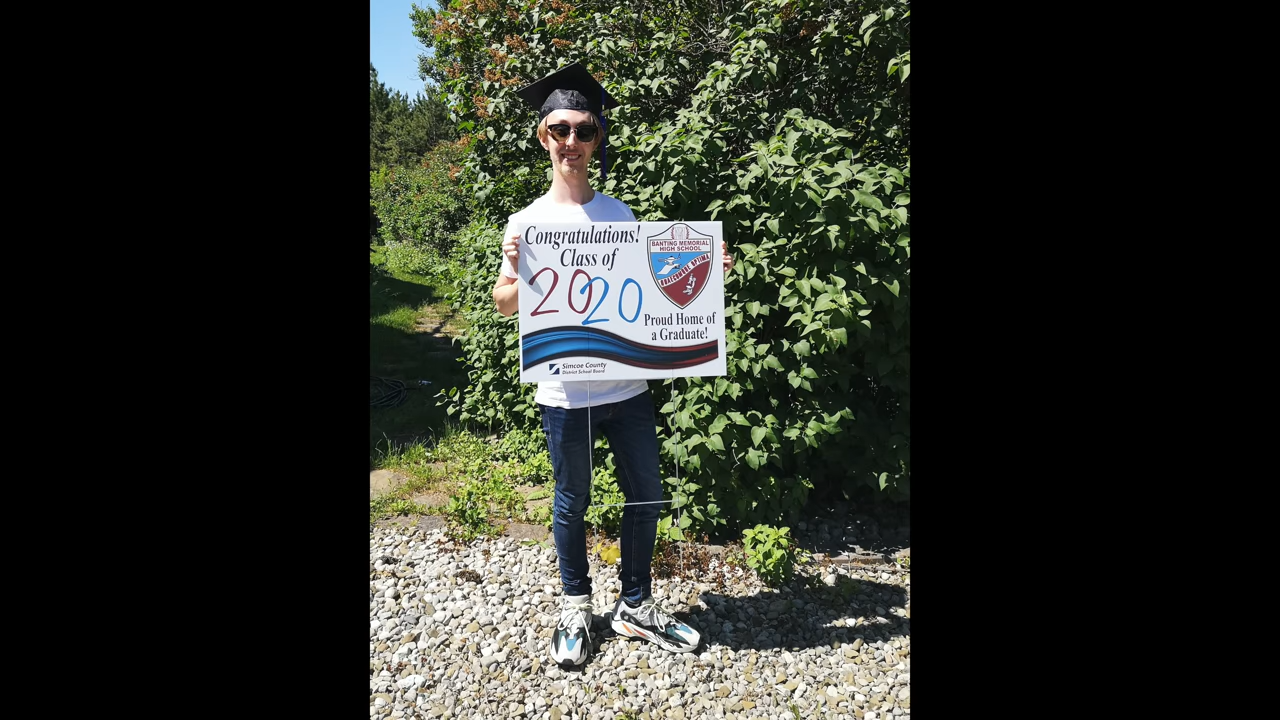 Congratulations!
Class of
2020
BANTING MEMORIAL
HIGH SCHOOL
Proud Home of
a Graduate!
Simcoe County
District School Board